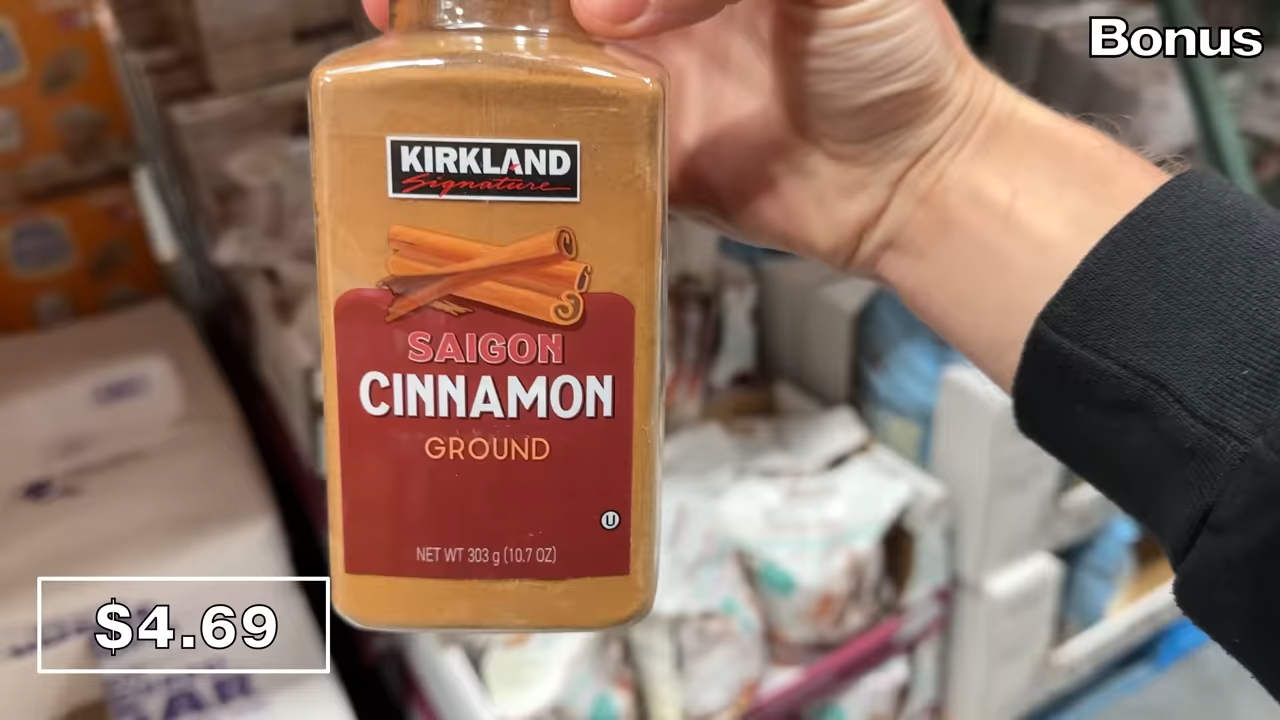 Bonus
KIRKLAND
Signature
SAIGON
CINNAMON
GROUND
U
NET WT 303 g (10.7 OZ)
$4.69